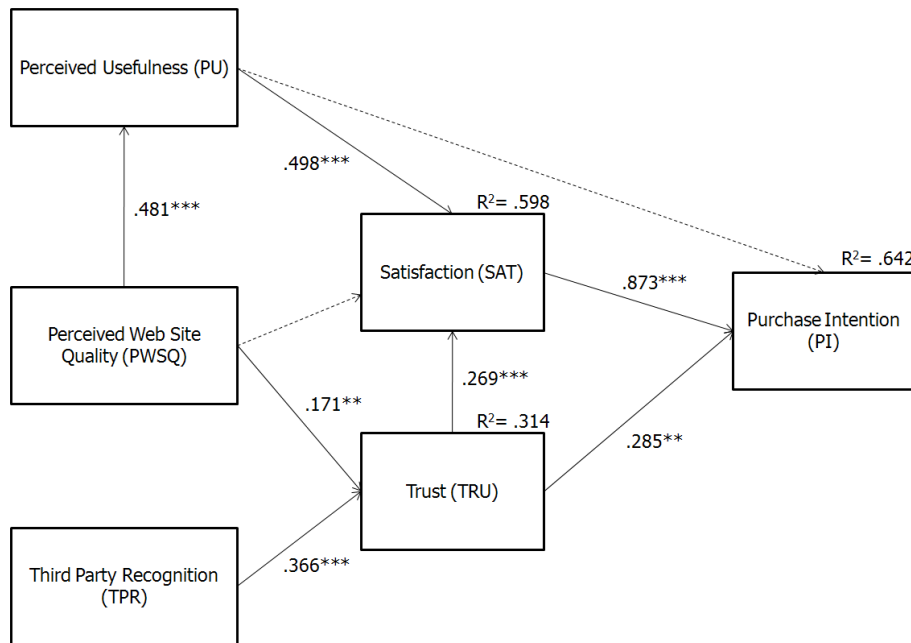 Perceived Usefulness (PU)
.498***
R²= .598
.481***
Satisfaction (SAT)
R²= .642
.873***
Perceived Web Site
Quality (PWSQ)
Purchase Intention
(PI)
.269***
.171**
R²= .314
.285**
Trust (TRU)
.366***
Third Party Recognition
(TPR)